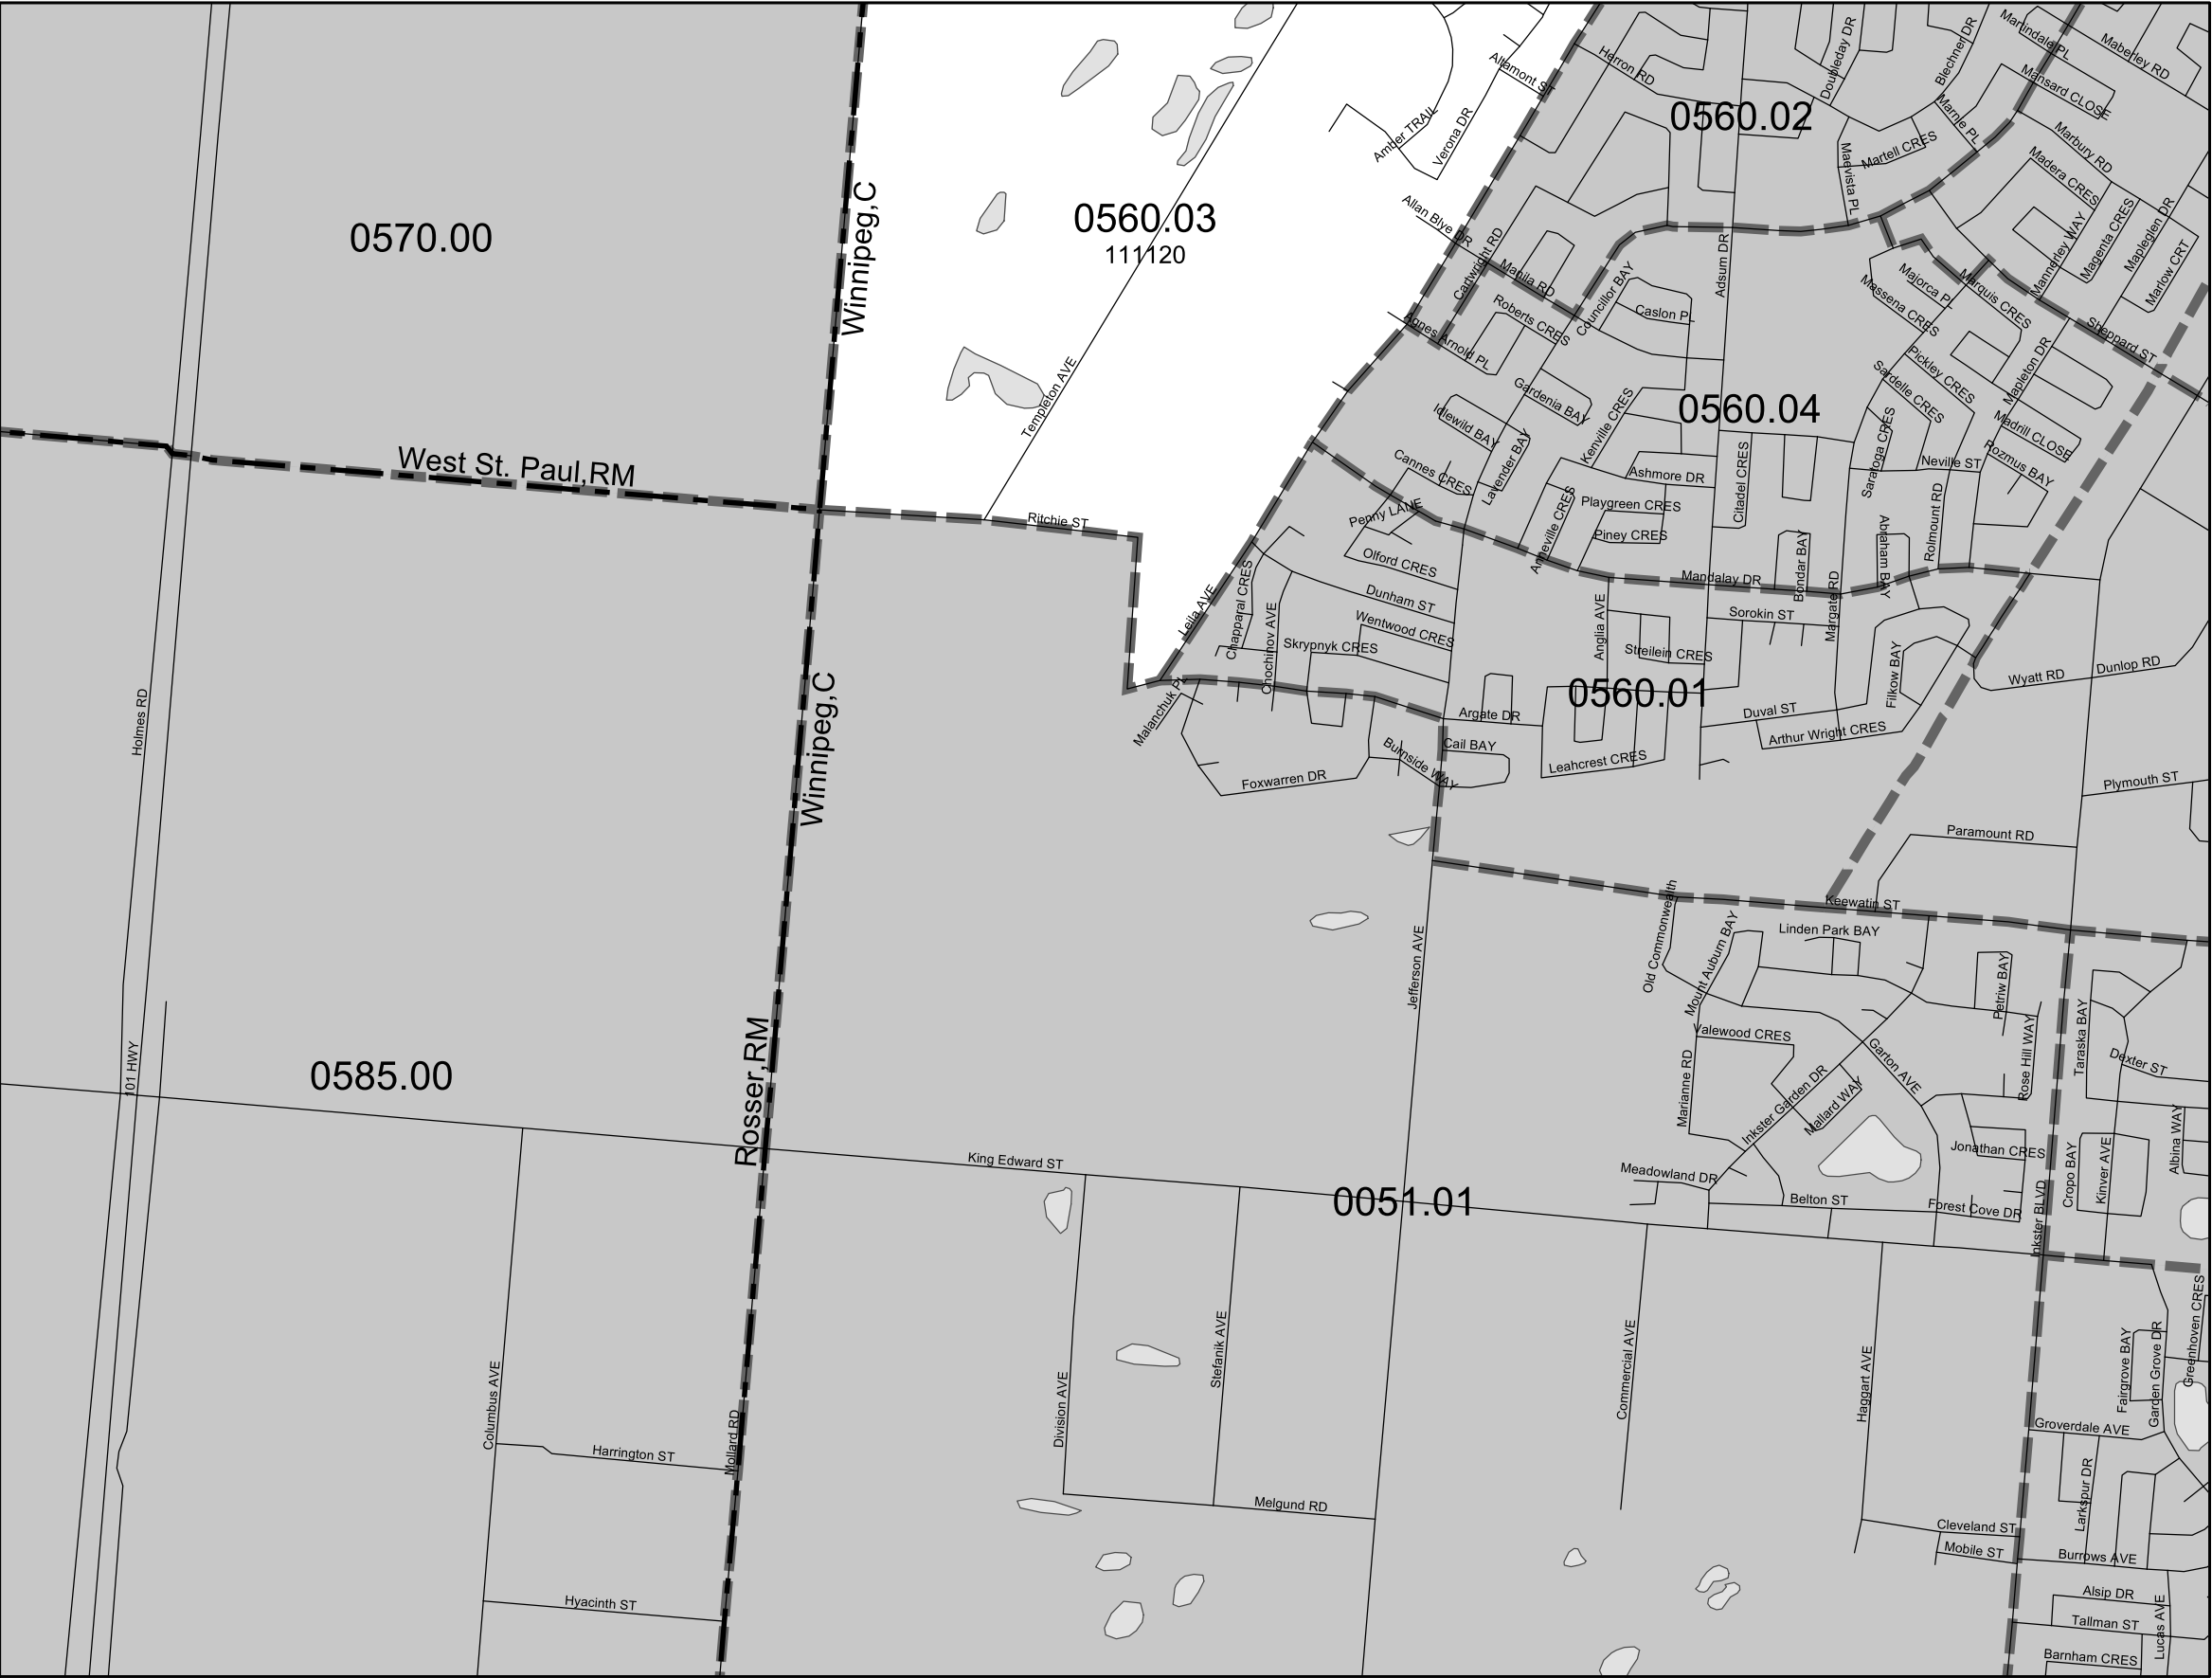 Martindale PL
Maberley RD
Doubleday DR
Blechner DR
Herron RD
Allamont ST
Mansard CLOSE
0560.02
Amber TRAIL
Verona DR
Marnie PL
Martell CRES
Marbury RD
Maevista PL
Madera CRES
0570.00
Winnipeg,C
0560.03
111120
Allan Blye DR
Cartwright RD
Manila RD
Councillor BAY
Adsum DR
Mannerley WAY
Magenta CRES
Mapleglen DR
Marlow CRT
Majorca PL
Massena CRES
Marquis CRES
Roberts CRES
Caslon PL
Agnes Arnold PL
Sheppard ST
Templeton AVE
Gardenia BAY
Idlewild BAY
Kenville CRES
0560.04
Pickley CRES
Sardelle CRES
Mapleton DR
Madrill CLOSE
Saratoga CRES
Rozmus BAY
Neville ST
West St. Paul,RM
Cannes CRES
Lavender BAY
Ashmore DR
Citadel CRES
Playgreen CRES
Piney CRES
Penny LANE
Anneville CRES
Ritchie ST
Rolmount RD
Abraham BAY
Bondar BAY
Olford CRES
Mandalay DR
Margate RD
Dunham ST
Leila AVE
Chapparal CRES
Chochinov AVE
Anglia AVE
Sorokin ST
Wentwood CRES
Skrypnyk CRES
Streilein CRES
Filkow BAY
Wyatt RD
Dunlop RD
0560.01
Holmes RD
Winnipeg,C
Malanchuk PL
Argate DR
Duval ST
Arthur Wright CRES
Cail BAY
Burnside WAY
Leahcrest CRES
Foxwarren DR
Plymouth ST
Paramount RD
Keewatin ST
Old Commonwealth
Mount Auburn BAY
Linden Park BAY
Jefferson AVE
Petriw BAY
Valewood CRES
Garton AVE
Rose Hill WAY
Taraska BAY
Dexter ST
101 HWY
0585.00
Rosser,RM
Marianne RD
Inkster Garden DR
Mallard WAY
Jonathan CRES
Cropo BAY
Kinver AVE
Albina WAY
King Edward ST
Meadowland DR
0051.01
Belton ST
Forest Cove DR
Inkster BLVD
Columbus AVE
Mollard RD
Division AVE
Stefanik AVE
Commercial AVE
Haggart AVE
Fairgrove BAY
Garden Grove DR
Greenhoven CRES
Groverdale AVE
Harrington ST
Larkspur DR
Melgund RD
Cleveland ST
Mobile ST
Burrows AVE
Hyacinth ST
Alsip DR
Tallman ST
Lucas AVE
Barnham CRES